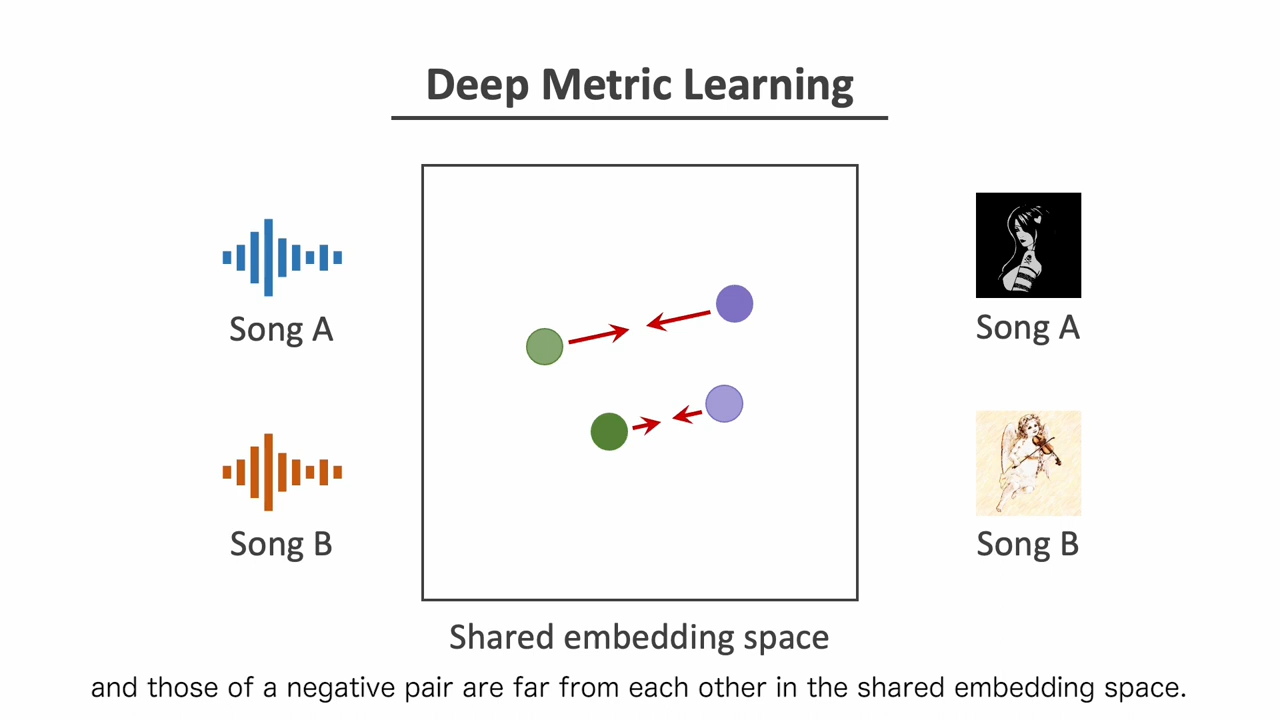 Deep Metric Learning
Song A
Song A
Song B
Song B
Shared embedding space
and those of a negative pair are far from each other in the shared embedding space.